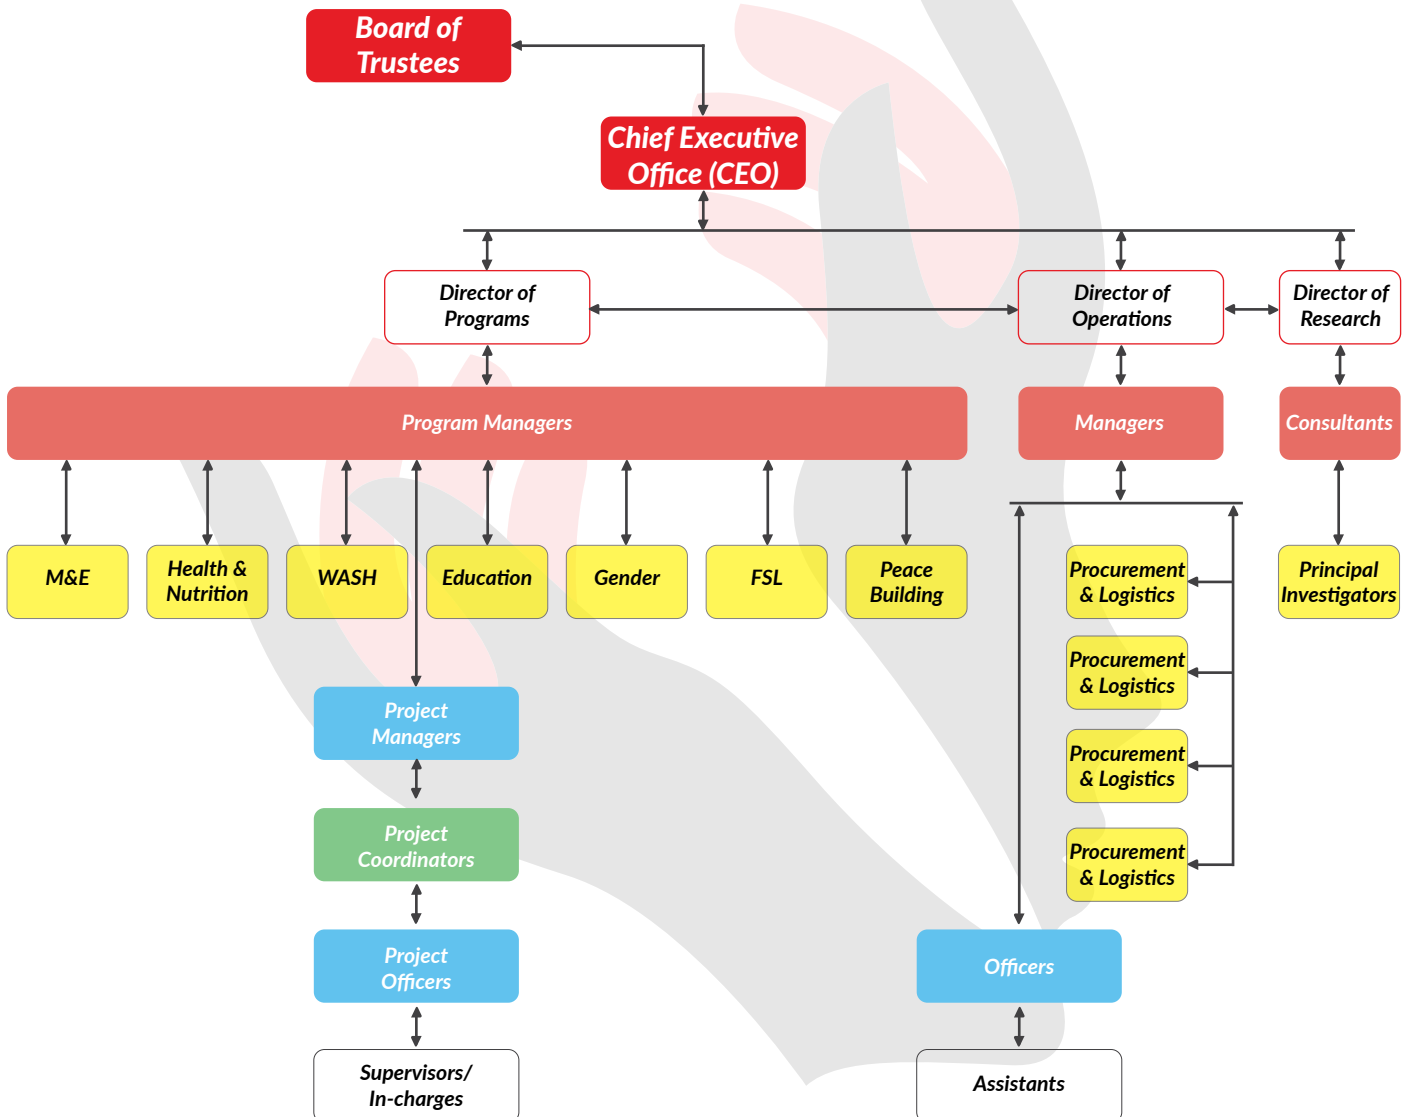 Board of
Trustees
Chief Executive
Office (CEO)
Director of
Programs
Director of
Operations
Director of
Research
Program Managers
Managers
Consultants
M&E
Health &
Nutrition
WASH
Education
Gender
FSL
Peace
Building
Procurement
& Logistics
Principal
Investigators
Procurement
& Logistics
Project
Managers
Procurement
& Logistics
Project
Coordinators
Procurement
& Logistics
Project
Officers
Officers
Supervisors/
In-charges
Assistants